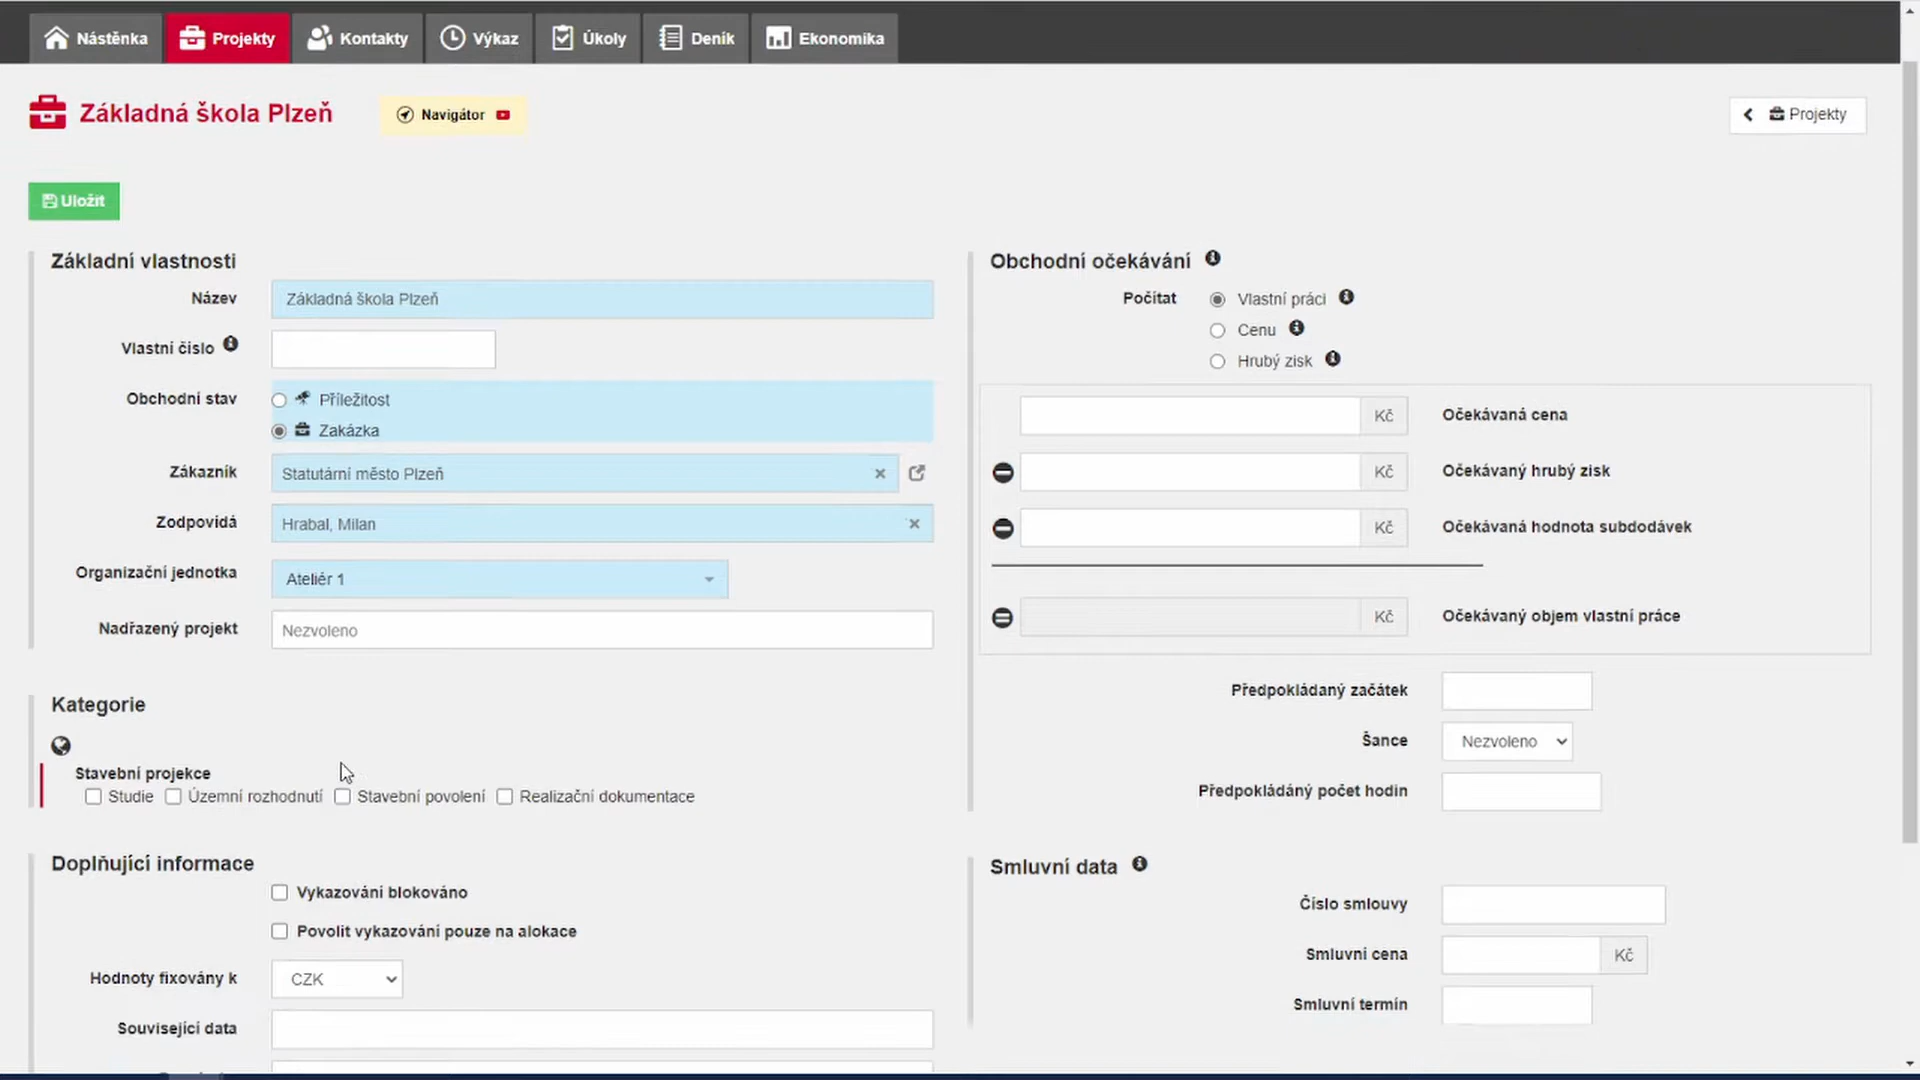 Nástěnka Projekty Kontakty Výkaz Úkoly Deník Ekonomika
Základná škola Plzeň
Navigátor
Projekty
Uložit
Základní vlastnosti
Název Základná škola Plzeň
Vlastní číslo
Obchodní stav Příležitost
Zakázka
Zákazník Statutární město Plzeň
Zodpovídá Hrabal, Milan
Organizační jednotka Ateliér 1
Nadřazený projekt Nezvoleno
Kategorie
Stavební projekce
Studie Územní rozhodnutí Stavební povolení Realizační dokumentace
Doplňující informace
Vykazování blokováno
Povolit vykazování pouze na alokace
Hodnoty fixovány k CZK
Související data
Obchodní očekávání
Počítat Vlastní práci
Cenu
Hrubý zisk
Kč Očekávaná cena
Kč Očekávaný hrubý zisk
Kč Očekávaná hodnota subdodávek
Kč Očekávaný objem vlastní práce
Předpokládaný začátek
Šance Nezvoleno
Předpokládáný počet hodin
Smluvní data
Číslo smlouvy
Smluvní cena Kč
Smluvní termín